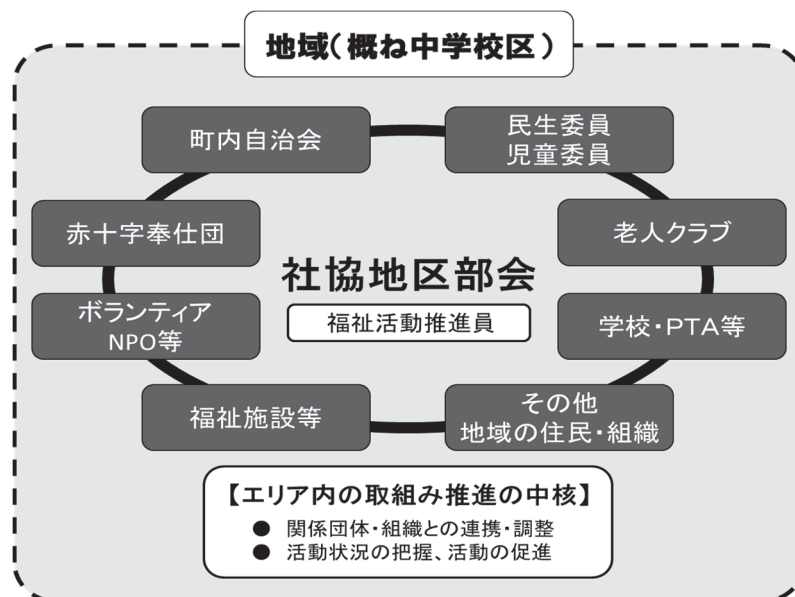 地域(概ね中学校区)
町内自治会
民生委員
児童委員
赤十字奉仕団
老人クラブ
社協地区部会
福祉活動推進員
ボランティア
NPO等
学校・PTA等
福祉施設等
その他
地域の住民・組織
【エリア内の取組み推進の中核】
● 関係団体・組織との連携・調整
● 活動状況の把握、活動の促進